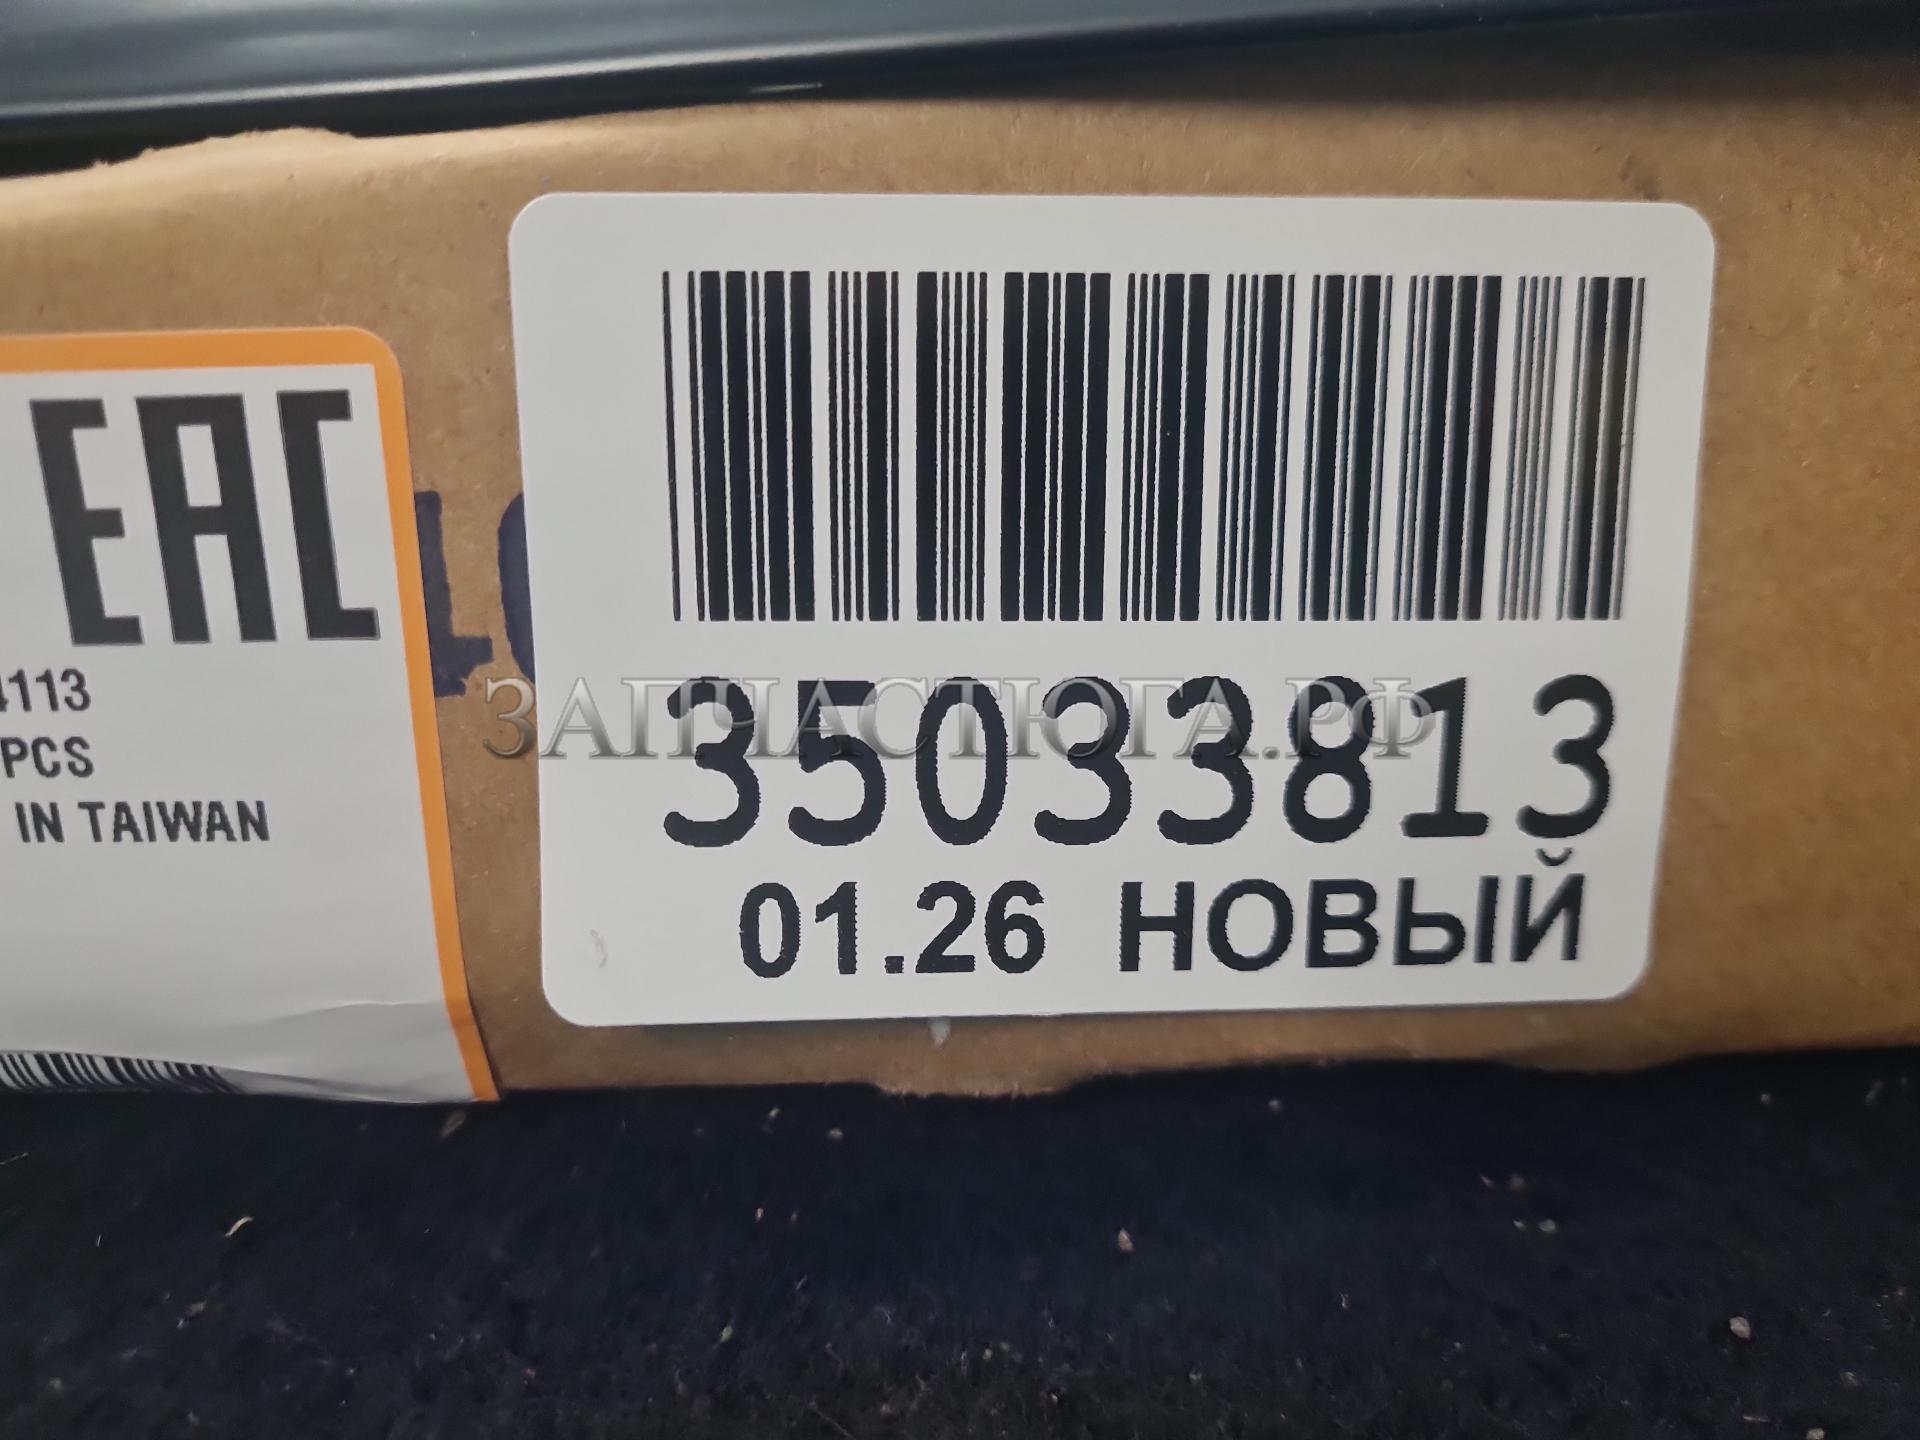 EAC
4113
PCS
IN TAIWAN
ЗАПЧАСТЮГА.РФ
35033813
01.26 НОВЫЙ